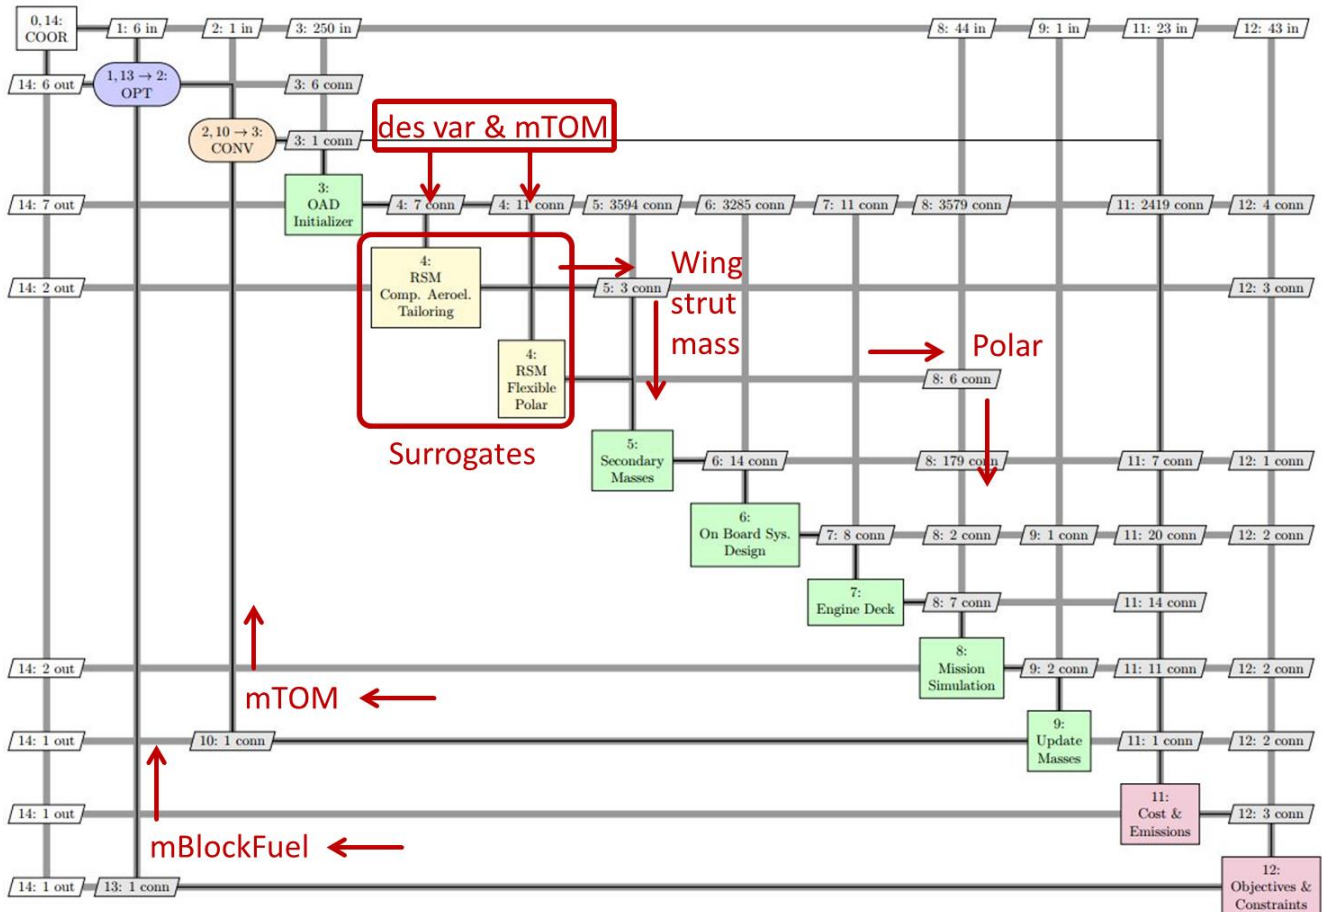 0, 14:
COOR
1: 6 in
2: 1 in
3: 250 in
8: 44 in
9: 1 in
11: 23 in
12: 43 in
14: 6 out
1, 13 → 2:
OPT
3: 6 conn
2, 10 → 3:
CONV
3: 1 conn
des var & mTOM
14: 7 out
3:
OAD
Initializer
4: 7 conn
4: 11 conn
5: 3594 conn
6: 3285 conn
7: 11 conn
8: 3579 conn
11: 2419 conn
12: 4 conn
14: 2 out
4:
RSM
Comp. Aeroel.
Tailoring
5: 3 conn
Wing
strut
mass
12: 3 conn
4:
RSM
Flexible
Polar
Polar
8: 6 conn
Surrogates
5:
Secondary
Masses
6: 14 conn
8: 179 conn
11: 7 conn
12: 1 conn
6:
On Board Sys.
Design
7: 8 conn
8: 2 conn
9: 1 conn
11: 20 conn
12: 2 conn
7:
Engine Deck
8: 7 conn
11: 14 conn
14: 2 out
8:
Mission
Simulation
9: 2 conn
11: 11 conn
12: 2 conn
mTOM
14: 1 out
10: 1 conn
9:
Update
Masses
11: 1 conn
12: 2 conn
14: 1 out
11:
Cost &
Emissions
12: 3 conn
mBlockFuel
14: 1 out
13: 1 conn
12:
Objectives &
Constraints